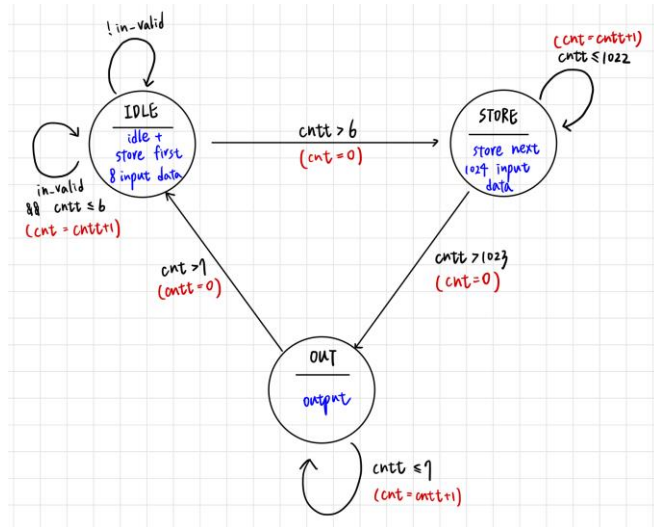 ! in-valid
(cnt = cntt+1)
cntt ≤ 1022
IDLE
idle +
store first
8 input data
STORE
store next
1024 input
data
cntt > 6
(cnt=0)
in-valid
&& cntt ≤ 6
(cnt = cntt+1)
cnt >7
(cntt=0)
cntt >1023
(cnt=0)
OUT
output
cntt ≤ 7
(cnt = cntt+1)